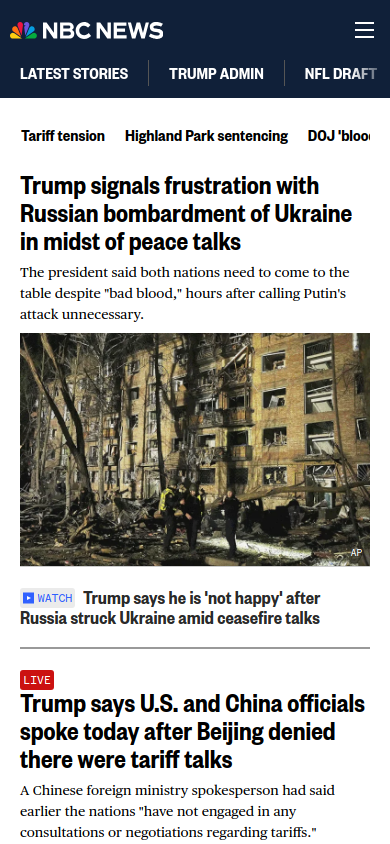 NBC NEWS
LATEST STORIES
TRUMP ADMIN
NFL DRAFT
Tariff tension
Highland Park sentencing
DOJ 'bloo
Trump signals frustration with
Russian bombardment of Ukraine
in midst of peace talks
The president said both nations need to come to the
table despite "bad blood," hours after calling Putin's
attack unnecessary.
AP
WATCH Trump says he is 'not happy' after
Russia struck Ukraine amid ceasefire talks
LIVE
Trump says U.S. and China officials
spoke today after Beijing denied
there were tariff talks
A Chinese foreign ministry spokesperson had said
earlier the nations "have not engaged in any
consultations or negotiations regarding tariffs."